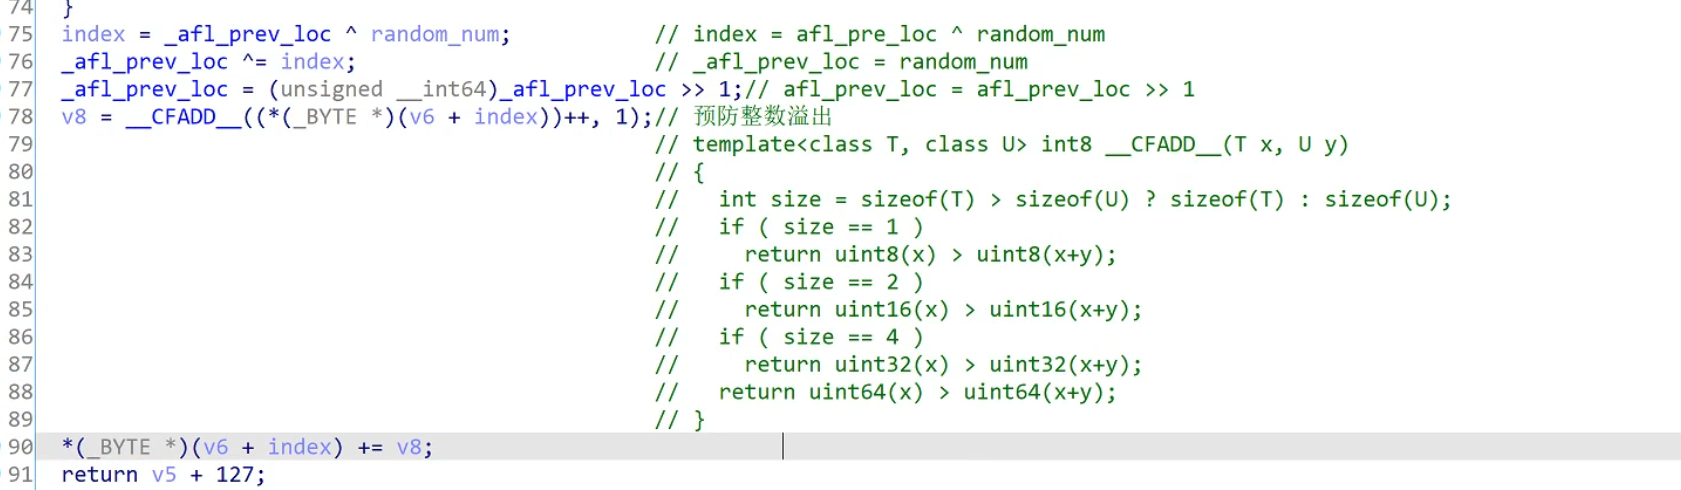 74 }
75 index = _afl_prev_loc ^ random_num; // index = afl_pre_loc ^ random_num
76 _afl_prev_loc ^= index; // _afl_prev_loc = random_num
77 _afl_prev_loc = (unsigned __int64)_afl_prev_loc >> 1;// afl_prev_loc = afl_prev_loc >> 1
78 v8 = __CFADD__((*(_BYTE *)(v6 + index))++, 1);// 预防整数溢出
79 // template<class T, class U> int8 __CFADD__(T x, U y)
80 // {
81 //   int size = sizeof(T) > sizeof(U) ? sizeof(T) : sizeof(U);
82 //   if ( size == 1 )
83 //     return uint8(x) > uint8(x+y);
84 //   if ( size == 2 )
85 //     return uint16(x) > uint16(x+y);
86 //   if ( size == 4 )
87 //     return uint32(x) > uint32(x+y);
88 //   return uint64(x) > uint64(x+y);
89 // }
90 *(_BYTE *)(v6 + index) += v8;
91 return v5 + 127;